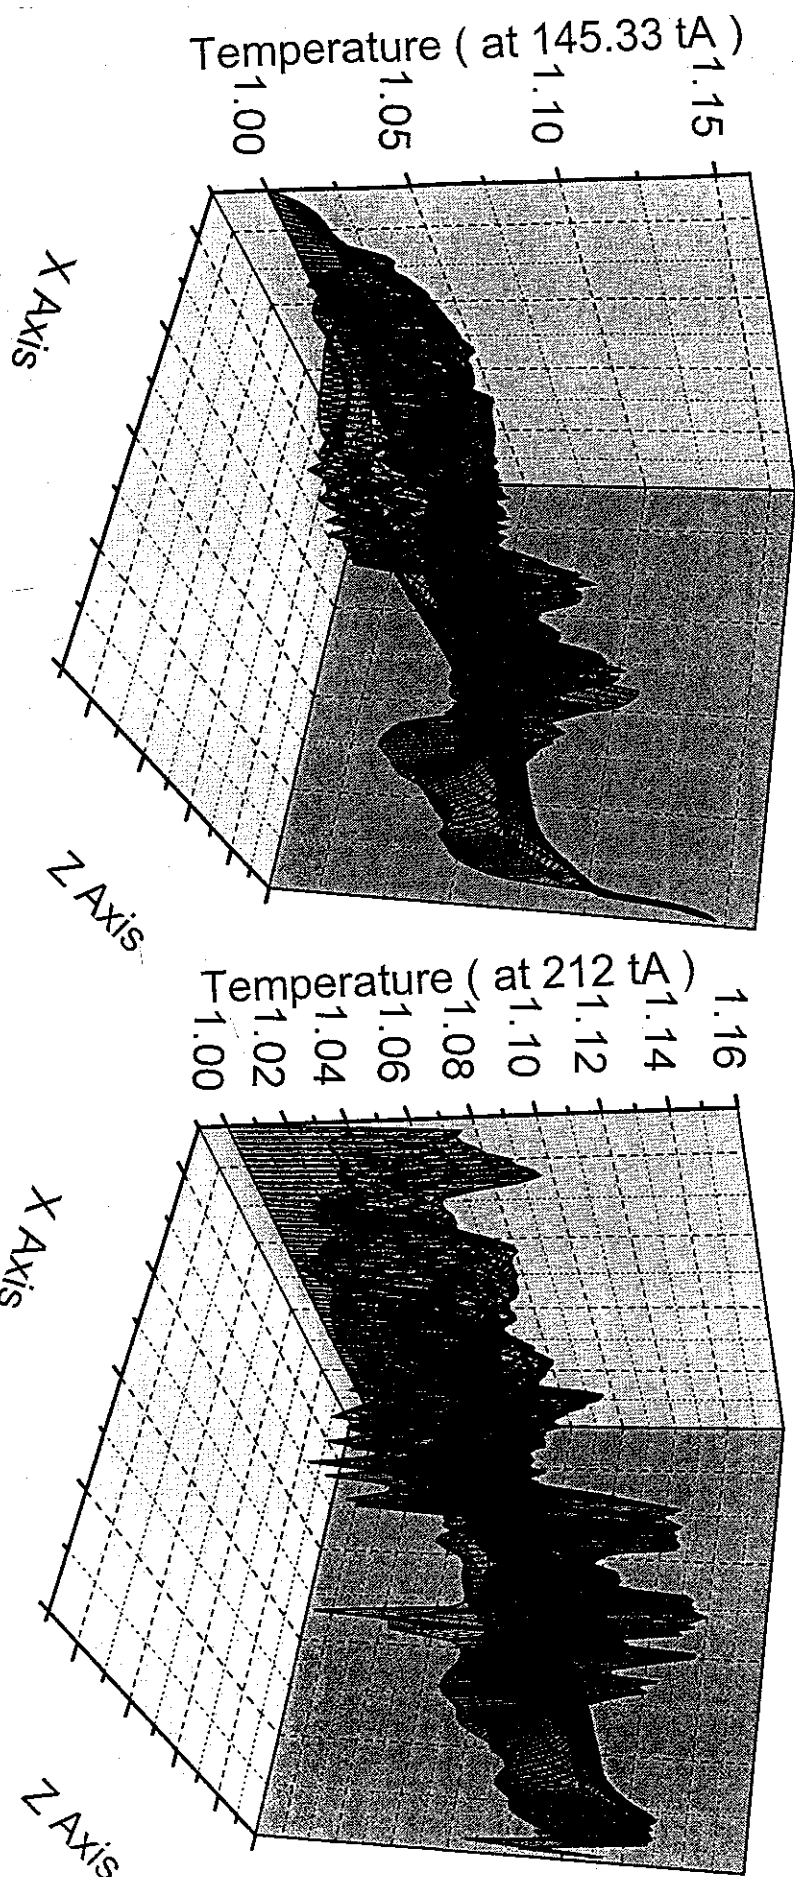 Temperature ( at 145.33 tA )
1.15
1.10
1.05
1.00
X Axis
Z Axis
Temperature ( at 212 tA )
1.16
1.14
1.12
1.10
1.08
1.06
1.04
1.02
1.00
X Axis
Z Axis